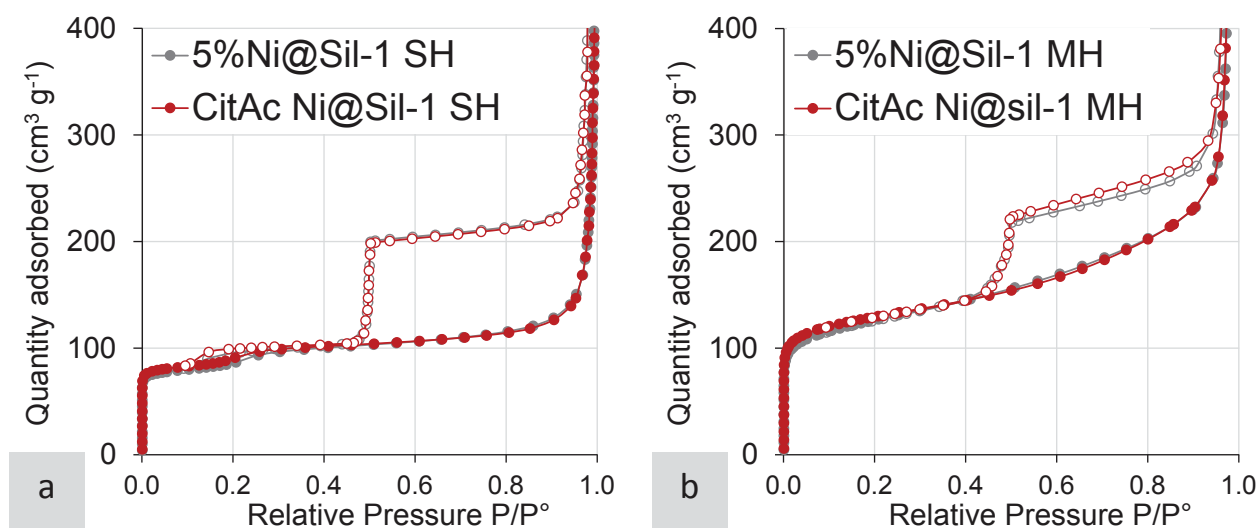 400
300
200
100
0
Quantity adsorbed (cm³ g⁻¹)
5%Ni@Sil-1 SH
CitAc Ni@Sil-1 SH
0.0 0.2 0.4 0.6 0.8 1.0
Relative Pressure P/P°
a
400
300
200
100
0
Quantity adsorbed (cm³ g⁻¹)
5%Ni@Sil-1 MH
CitAc Ni@sil-1 MH
0.0 0.2 0.4 0.6 0.8 1.0
Relative Pressure P/P°
b